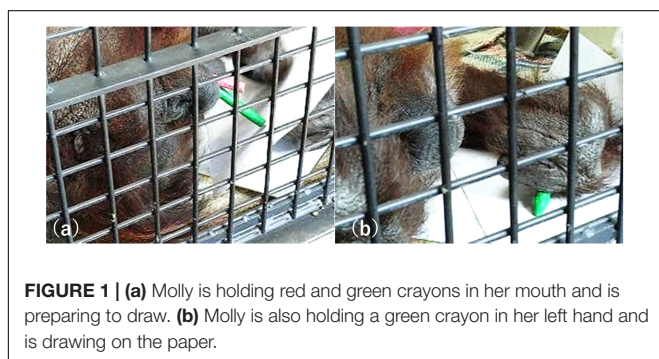 (a)
(b)
FIGURE 1 | (a) Molly is holding red and green crayons in her mouth and is
preparing to draw. (b) Molly is also holding a green crayon in her left hand and
is drawing on the paper.